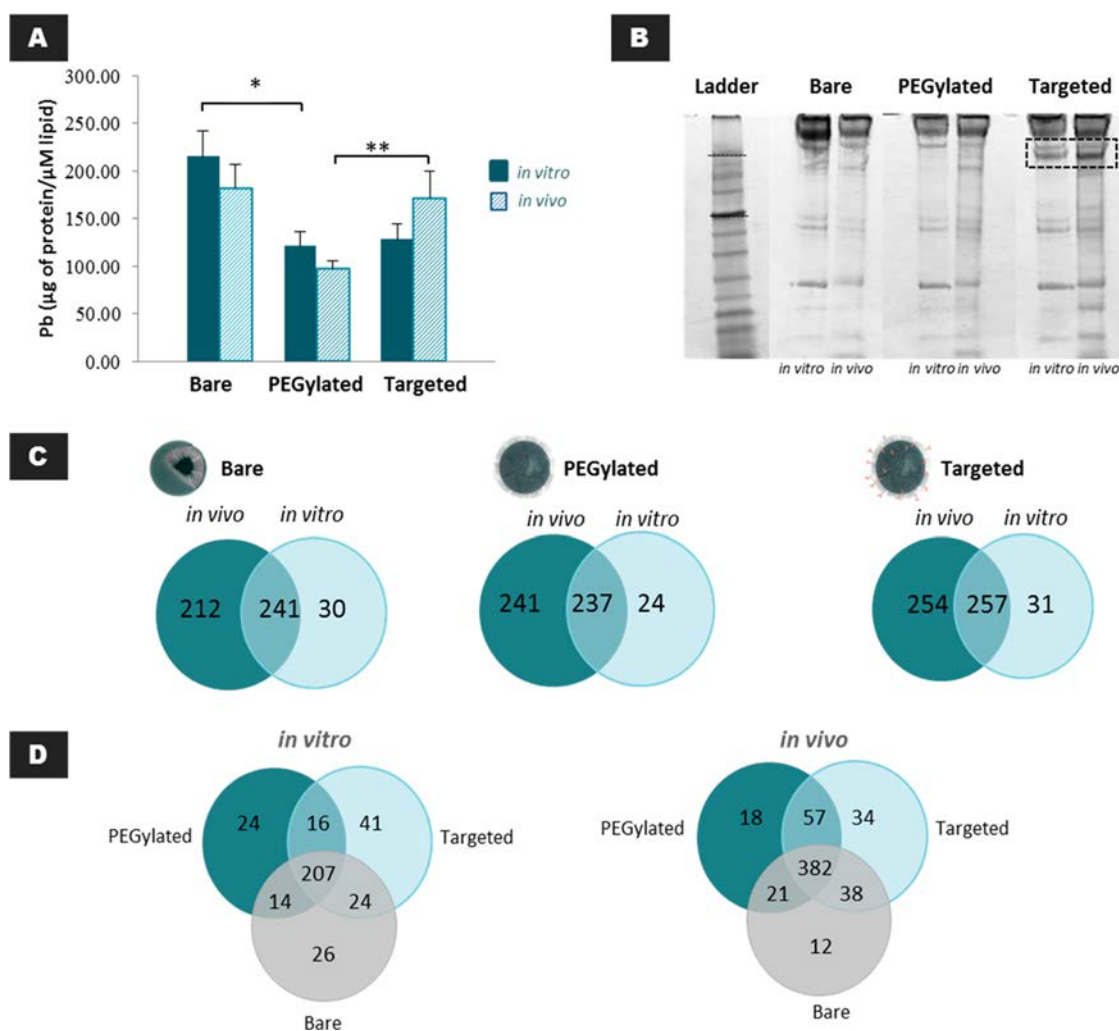 A
Pb (µg of protein/µM lipid)
300.00
250.00
200.00
150.00
100.00
50.00
0.00
*
**
in vitro
in vivo
Bare PEGylated Targeted
B
Ladder Bare PEGylated Targeted
in vitro in vivo in vitro in vivo in vitro in vivo
C
Bare PEGylated Targeted
in vivo in vitro in vivo in vitro in vivo in vitro
212 241 30 241 237 24 254 257 31
D
in vitro
PEGylated
Targeted
24 16 41
207
14 24
26
Bare
in vivo
PEGylated
Targeted
18 57 34
382
21 38
12
Bare